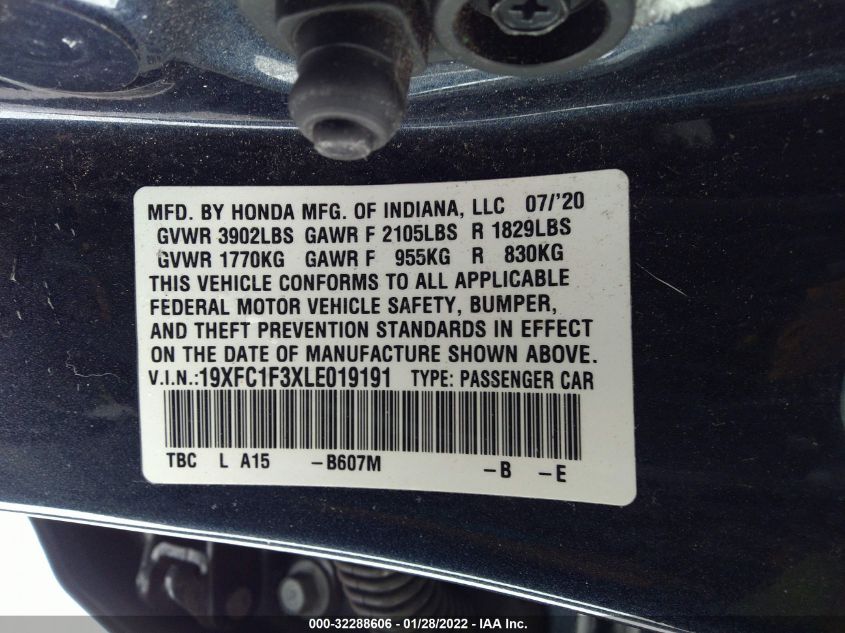 MFD. BY HONDA MFG. OF INDIANA, LLC 07/'20
GVWR 3902LBS GAWR F 2105LBS R 1829LBS
GVWR 1770KG GAWR F 955KG R 830KG
THIS VEHICLE CONFORMS TO ALL APPLICABLE
FEDERAL MOTOR VEHICLE SAFETY, BUMPER,
AND THEFT PREVENTION STANDARDS IN EFFECT
ON THE DATE OF MANUFACTURE SHOWN ABOVE.
V.I.N.:19XFC1F3XLE019191 TYPE: PASSENGER CAR
TBC L A15 -B607M -B -E
000-32288606 - 01/28/2022 - IAA Inc.